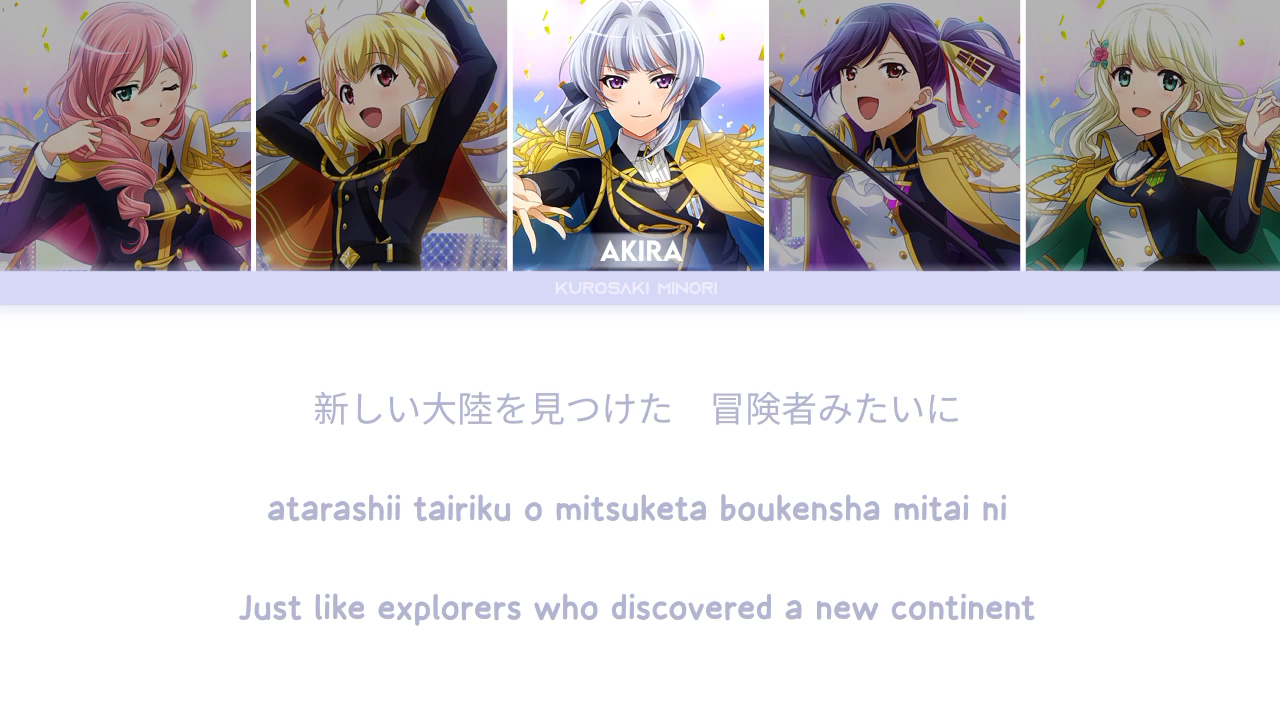 AKIRA
KUROSAKI MINORI
新しい大陸を見つけた　冒険者みたいに
atarashii tairiku o mitsuketa boukensha mitai ni
Just like explorers who discovered a new continent